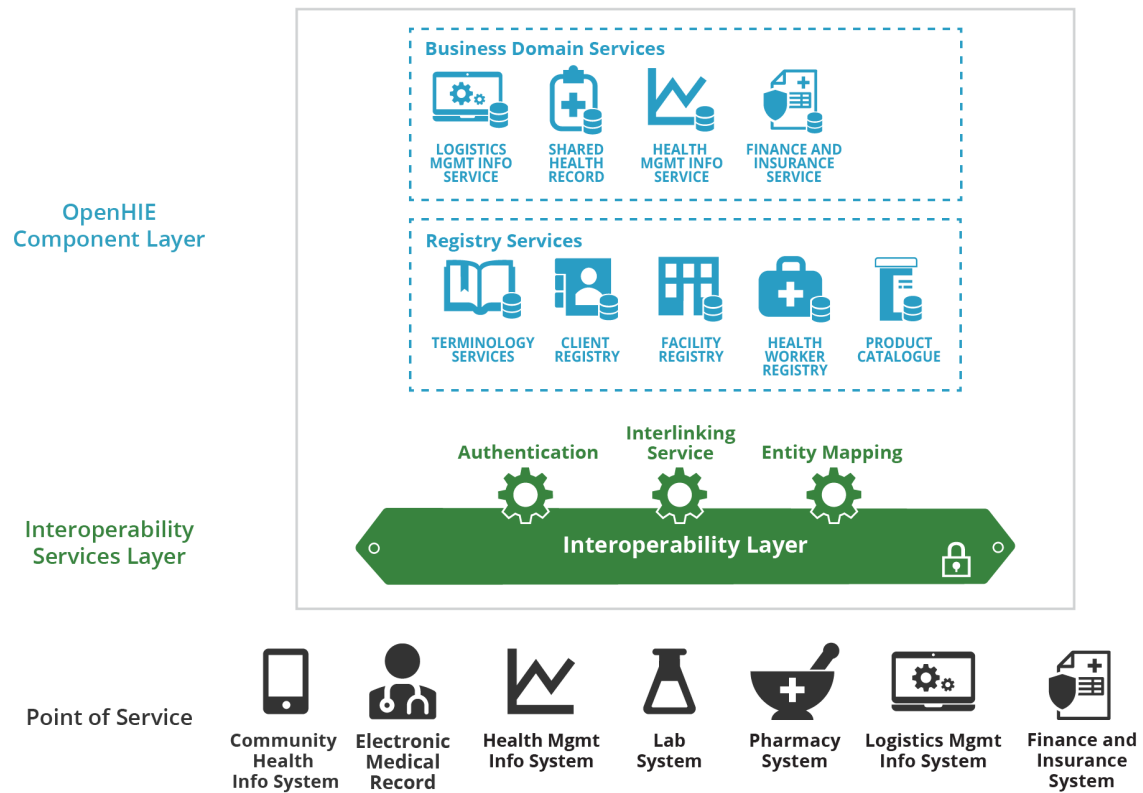 Business Domain Services
LOGISTICS
MGMT INFO
SERVICE
SHARED
HEALTH
RECORD
HEALTH
MGMT INFO
SERVICE
FINANCE AND
INSURANCE
SERVICE
OpenHIE
Component Layer
Registry Services
TERMINOLOGY
SERVICES
CLIENT
REGISTRY
FACILITY
REGISTRY
HEALTH
WORKER
REGISTRY
PRODUCT
CATALOGUE
Authentication
Interlinking
Service
Entity Mapping
Interoperability
Services Layer
Interoperability Layer
Point of Service
Community
Health
Info System
Electronic
Medical
Record
Health Mgmt
Info System
Lab
System
Pharmacy
System
Logistics Mgmt
Info System
Finance and
Insurance
System